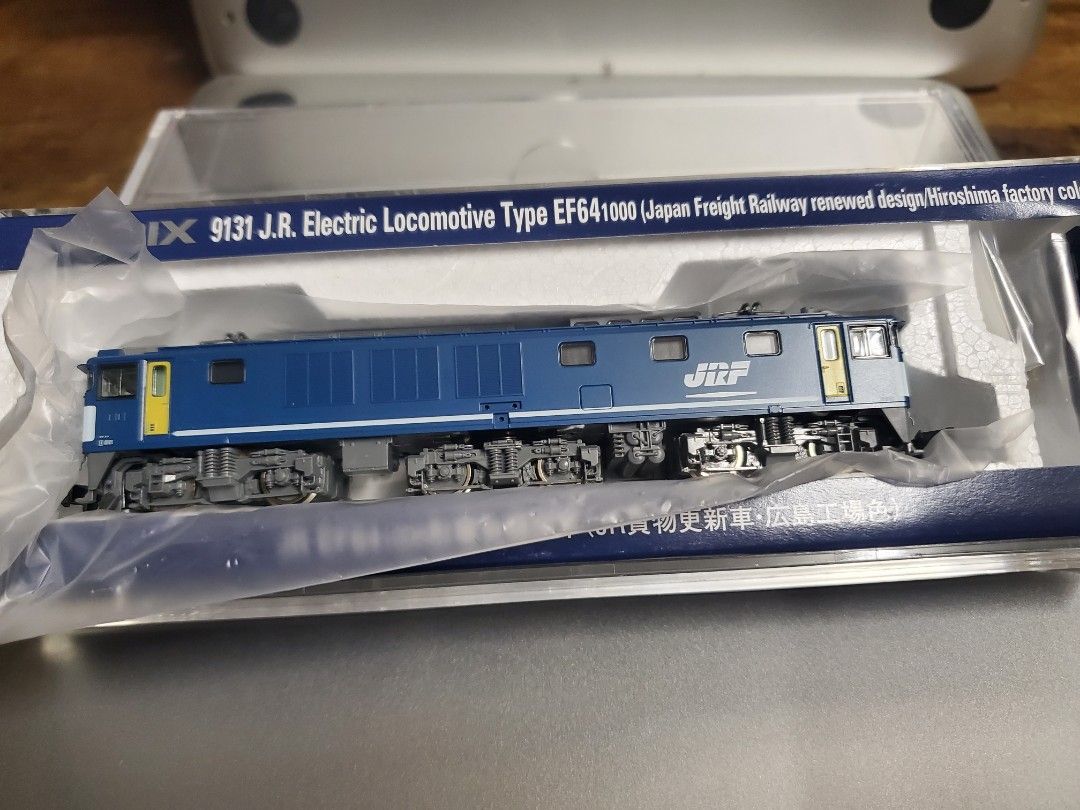 IX 9131 J.R. Electric Locomotive Type EF641000 (Japan Freight Railway renewed design/Hiroshima factory col
JRF
貨物更新車・広島工場色)